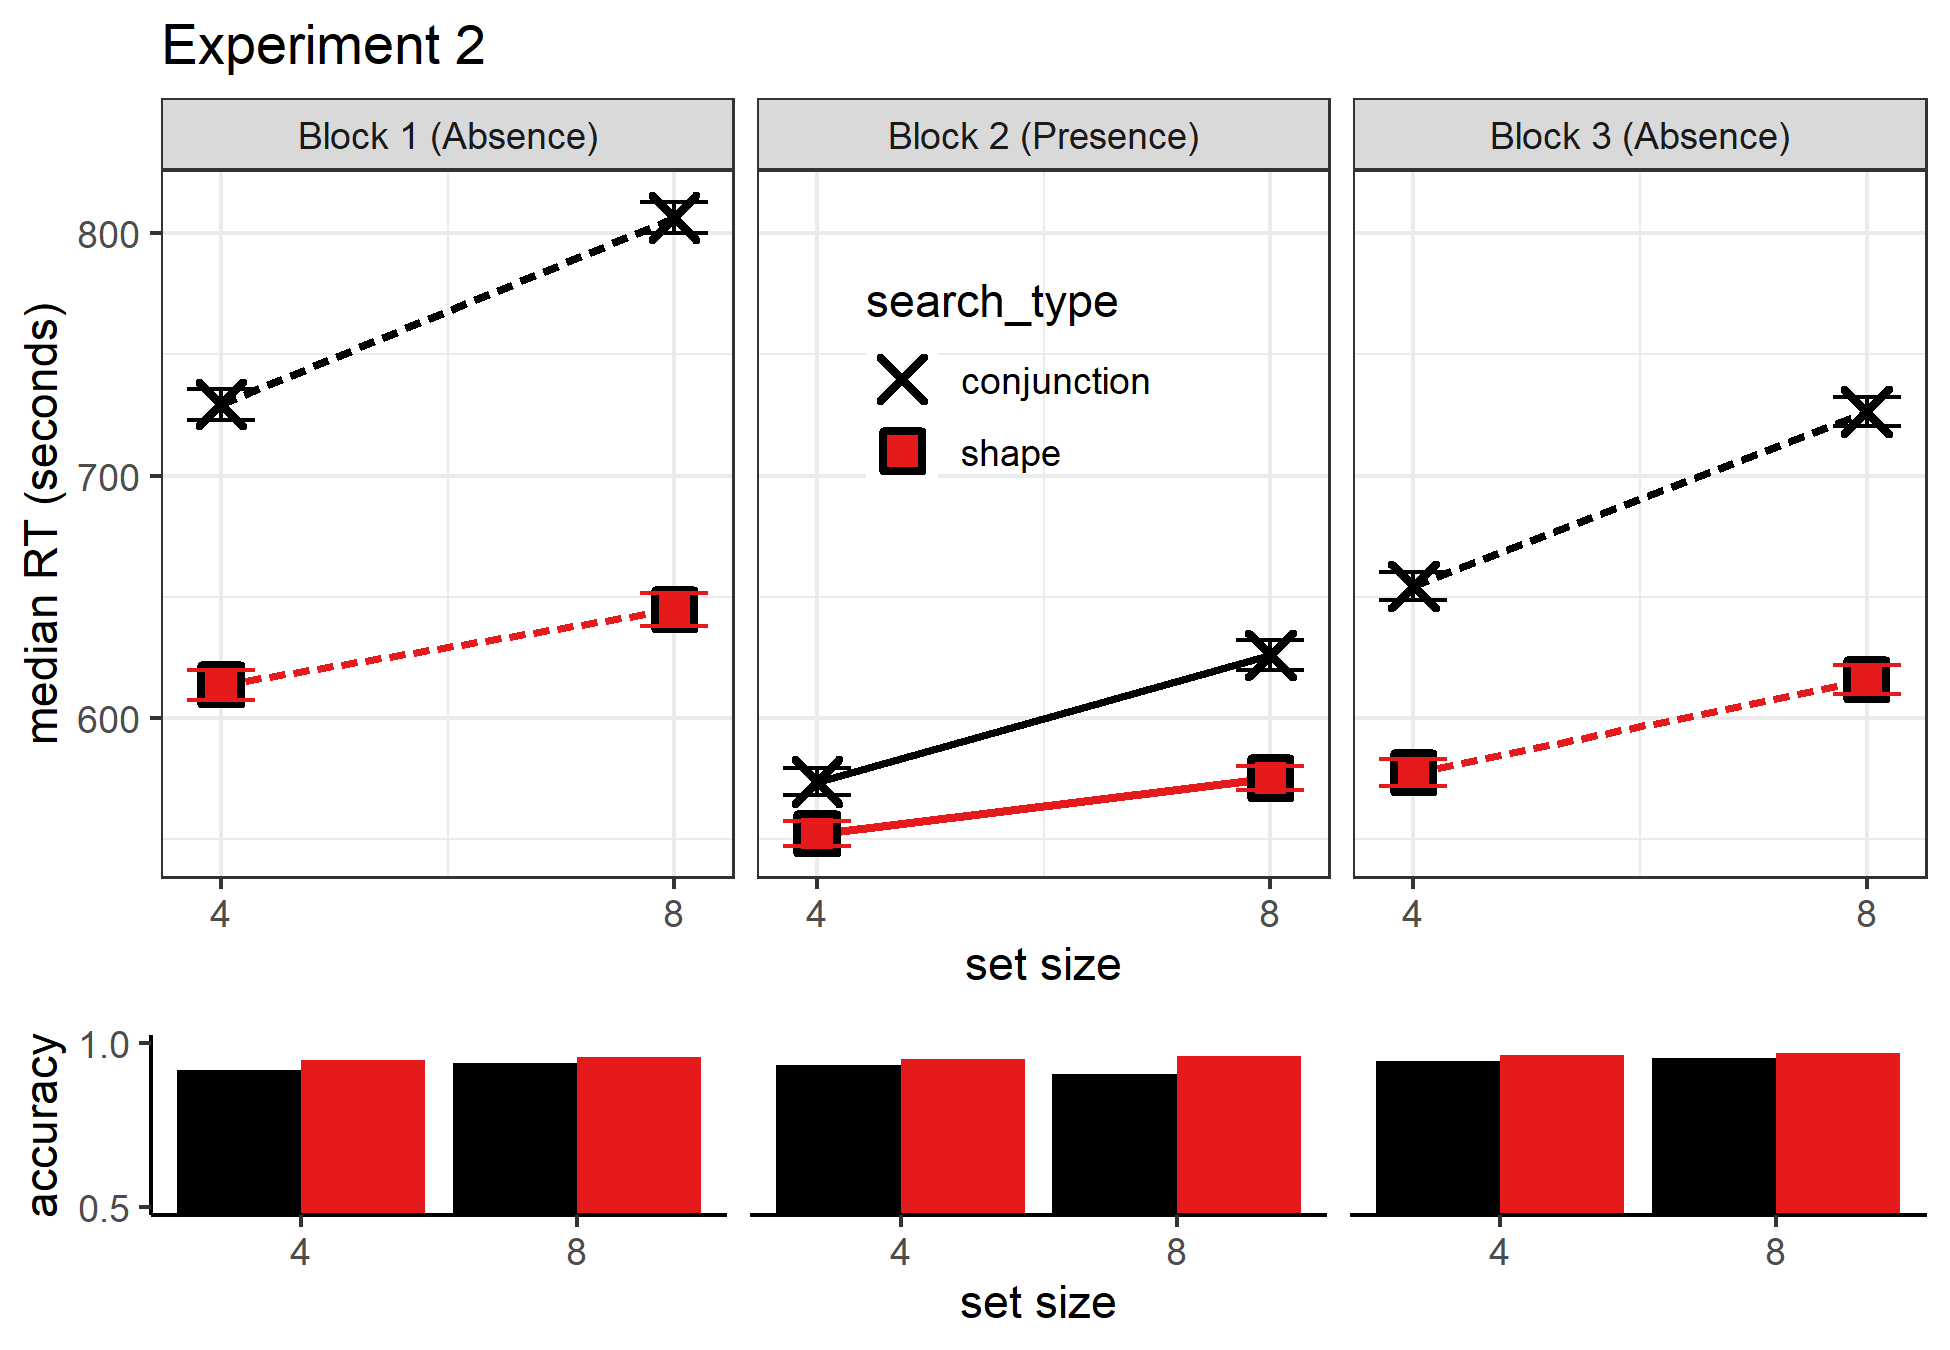 Experiment 2
Block 1 (Absence)
Block 2 (Presence)
Block 3 (Absence)
median RT (seconds)
800
700
600
search_type
conjunction
shape
4
8
4
8
4
8
set size
accuracy
1.0
0.5
4
8
4
8
4
8
set size